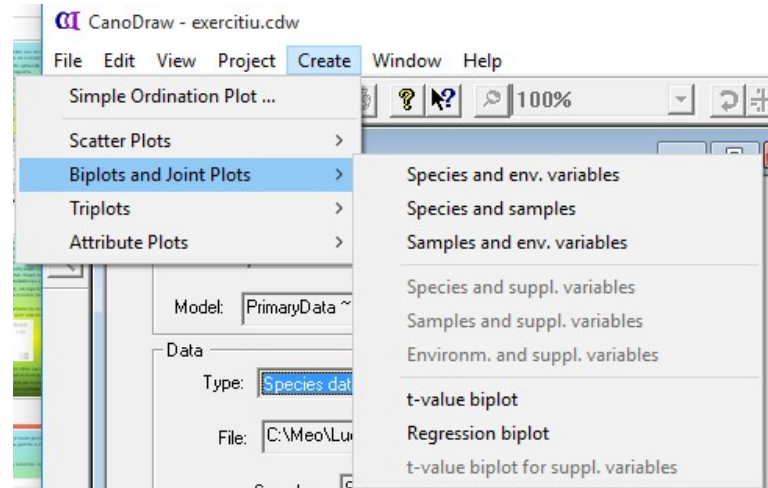 CanoDraw - exercitiu.cdw
File Edit View Project Create Window Help
Simple Ordination Plot ...
100%
Scatter Plots
Biplots and Joint Plots
Triplots
Attribute Plots
Species and env. variables
Species and samples
Samples and env. variables
Species and suppl. variables
Samples and suppl. variables
Environm. and suppl. variables
t-value biplot
Regression biplot
t-value biplot for suppl. variables
Model: PrimaryData ~
Data
Type: Species dat
File: C:\Meo\Luc